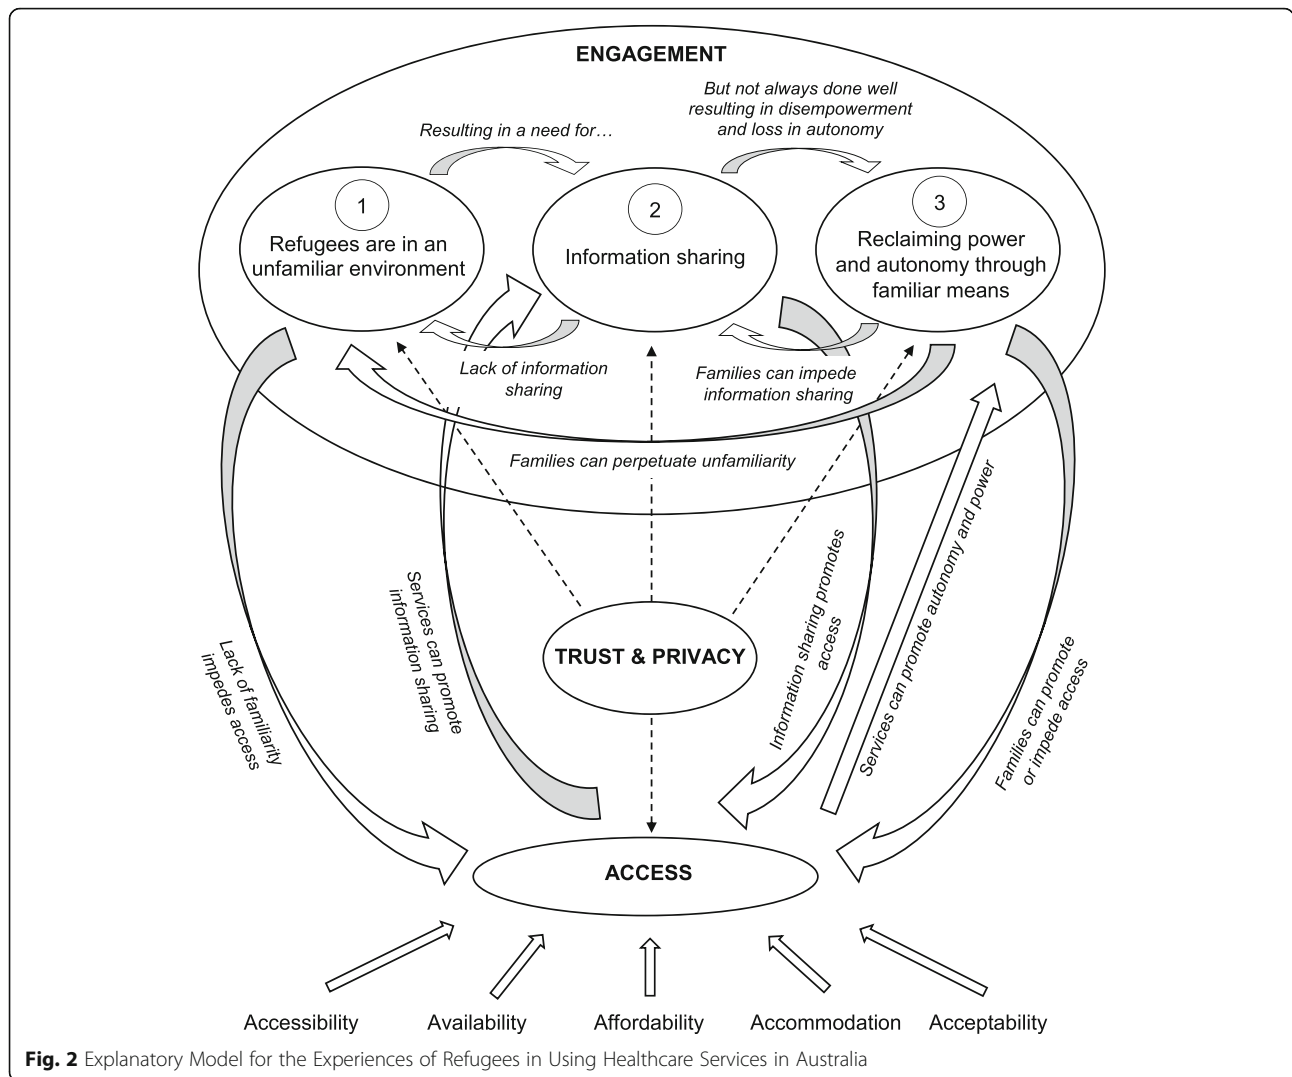 ENGAGEMENT
But not always done well
resulting in disempowerment
and loss in autonomy
Resulting in a need for…
1
Refugees are in an
unfamiliar environment
2
Information sharing
3
Reclaiming power
and autonomy through
familiar means
Lack of information
sharing
Families can impede
information sharing
Families can perpetuate unfamiliarity
Lack of familiarity
impedes access
Services can promote
information sharing
TRUST & PRIVACY
Information sharing promotes
access
Services can promote autonomy and power
Families can promote
or impede access
ACCESS
Accessibility
Availability
Affordability
Accommodation
Acceptability
Fig. 2 Explanatory Model for the Experiences of Refugees in Using Healthcare Services in Australia